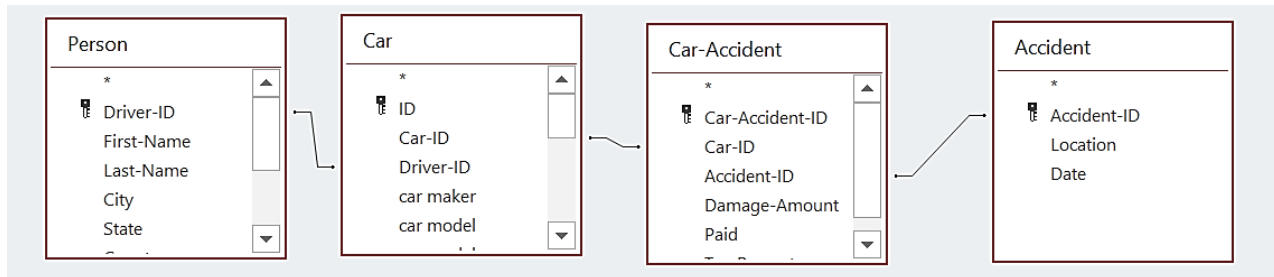 Person
*
Driver-ID
First-Name
Last-Name
City
State
Car
*
ID
Car-ID
Driver-ID
car maker
car model
Car-Accident
*
Car-Accident-ID
Car-ID
Accident-ID
Damage-Amount
Paid
Accident
*
Accident-ID
Location
Date